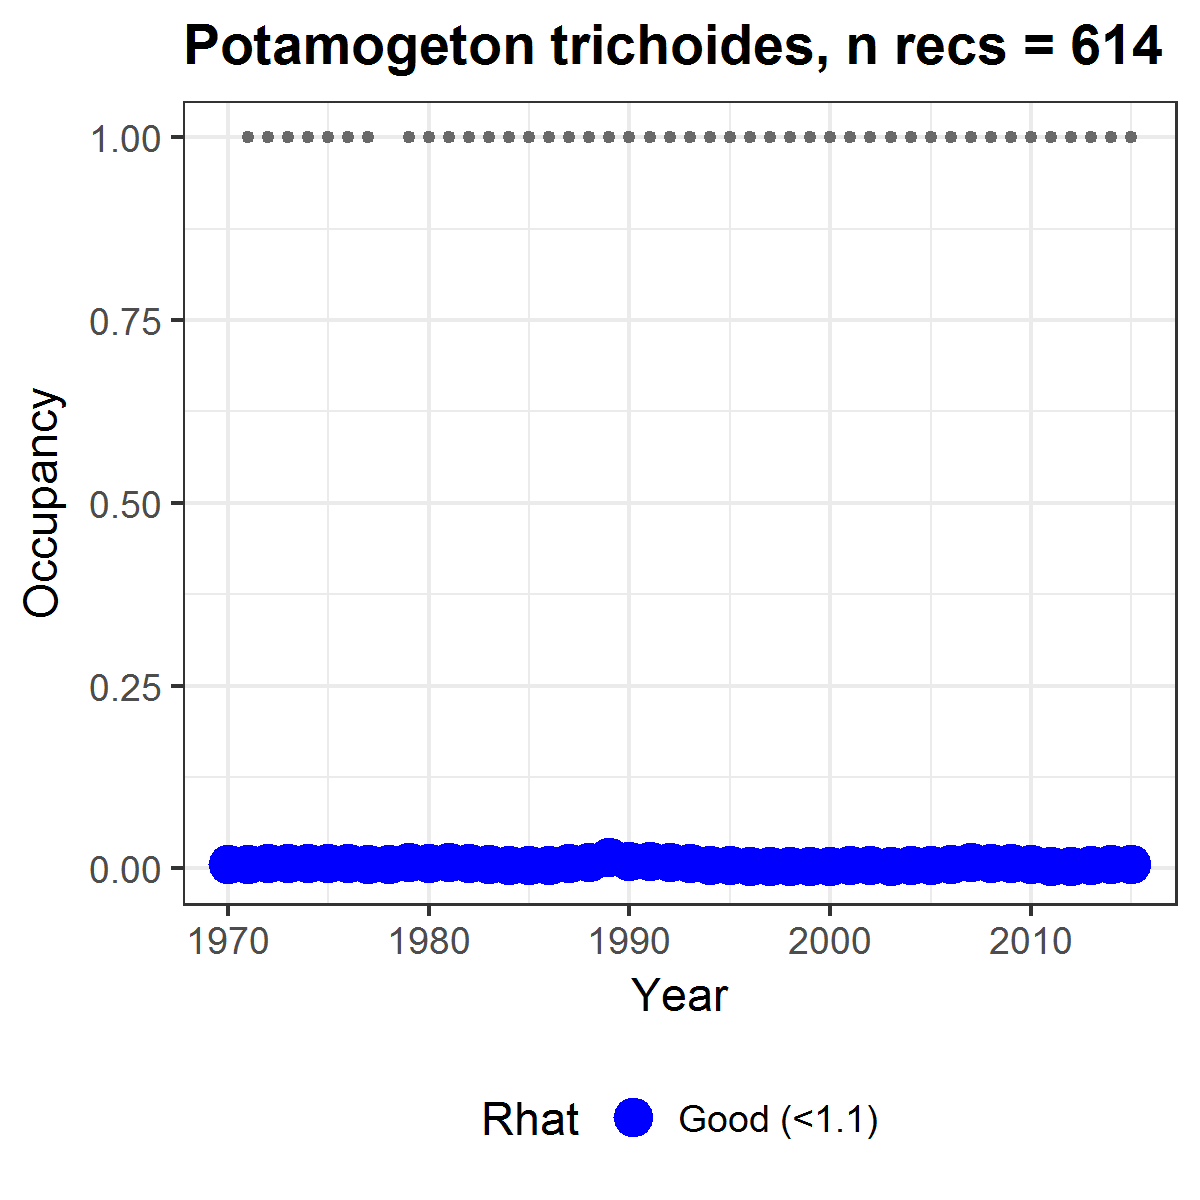 Potamogeton trichoides, n recs = 614
1.00
0.75
0.50
0.25
0.00
Occupancy
1970 1980 1990 2000 2010
Year
Rhat Good (<1.1)